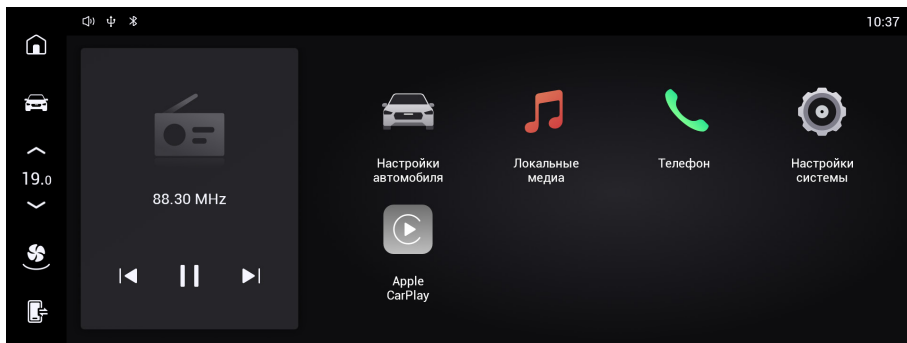 10:37
19.0
88.30 MHz
Настройки
автомобиля
Локальные
медиа
Телефон
Настройки
системы
Apple
CarPlay